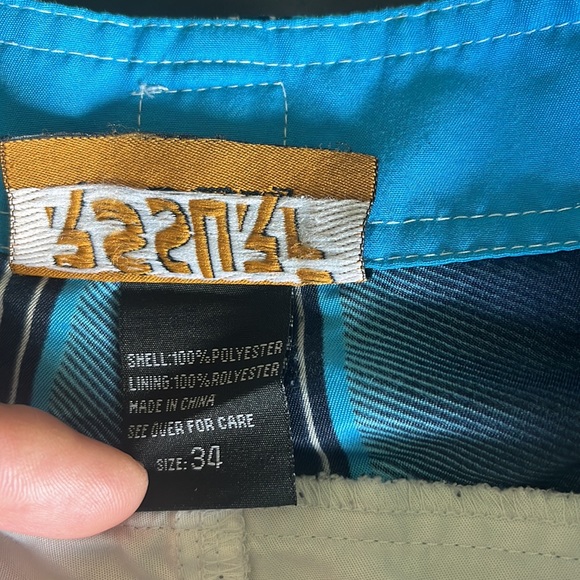 SHELL:100%POLYESTER
LINING:100%ROLYESTER
MADE IN CHINA
SEE OVER FOR CARE
SIZE: 34